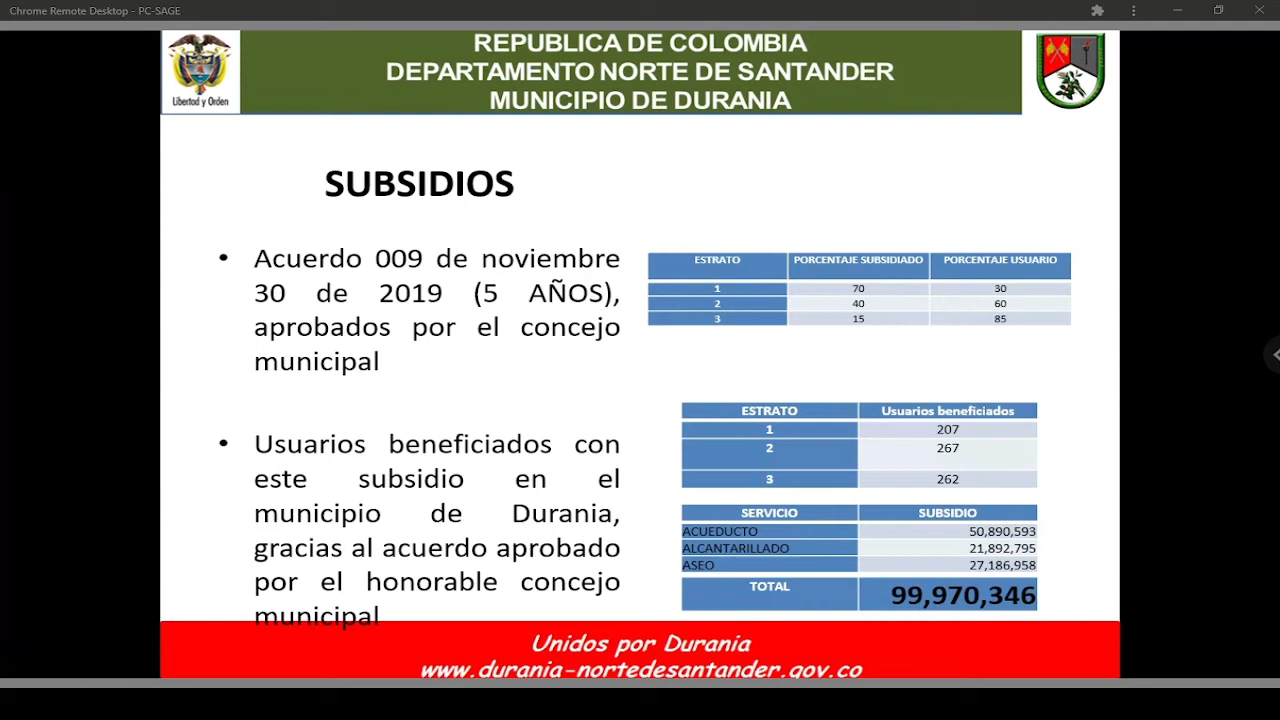 Chrome Remote Desktop - PC-SAGE
REPUBLICA DE COLOMBIA
DEPARTAMENTO NORTE DE SANTANDER
MUNICIPIO DE DURANIA
Libertad y Orden
SUBSIDIOS
• Acuerdo 009 de noviembre
30 de 2019 (5 AÑOS),
aprobados por el concejo
municipal
• Usuarios beneficiados con
este subsidio en el
municipio de Durania,
gracias al acuerdo aprobado
por el honorable concejo
municipal
ESTRATO PORCENTAJE SUBSIDIADO PORCENTAJE USUARIO
1 70 30
2 40 60
3 15 85
ESTRATO Usuarios beneficiados
1 207
2 267
3 262
SERVICIO SUBSIDIO
ACUEDUCTO 50,890,593
ALCANTARILLADO 21,892,795
ASEO 27,186,958
TOTAL 99,970,346
Unidos por Durania
www.durania-nortedesantander.gov.co